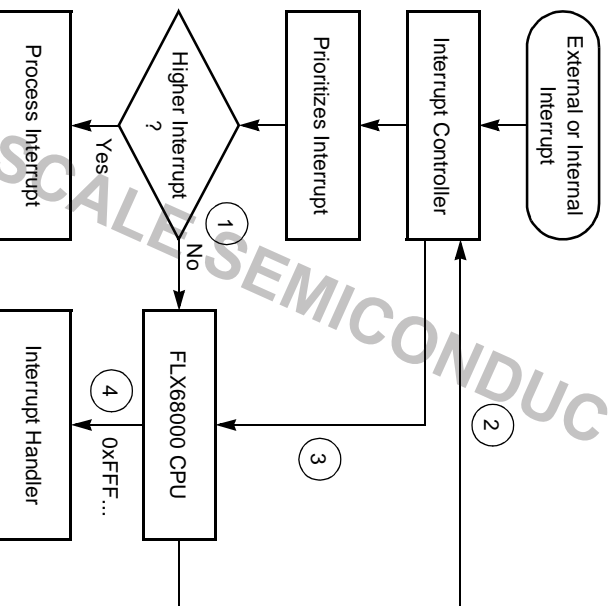 External or Internal
Interrupt
Interrupt Controller
Prioritizes Interrupt
Higher Interrupt
?
1
No
Yes
Process Interrupt
2
3
FLX68000 CPU
4
0xFFF...
Interrupt Handler
SCALE SEMICONDUC